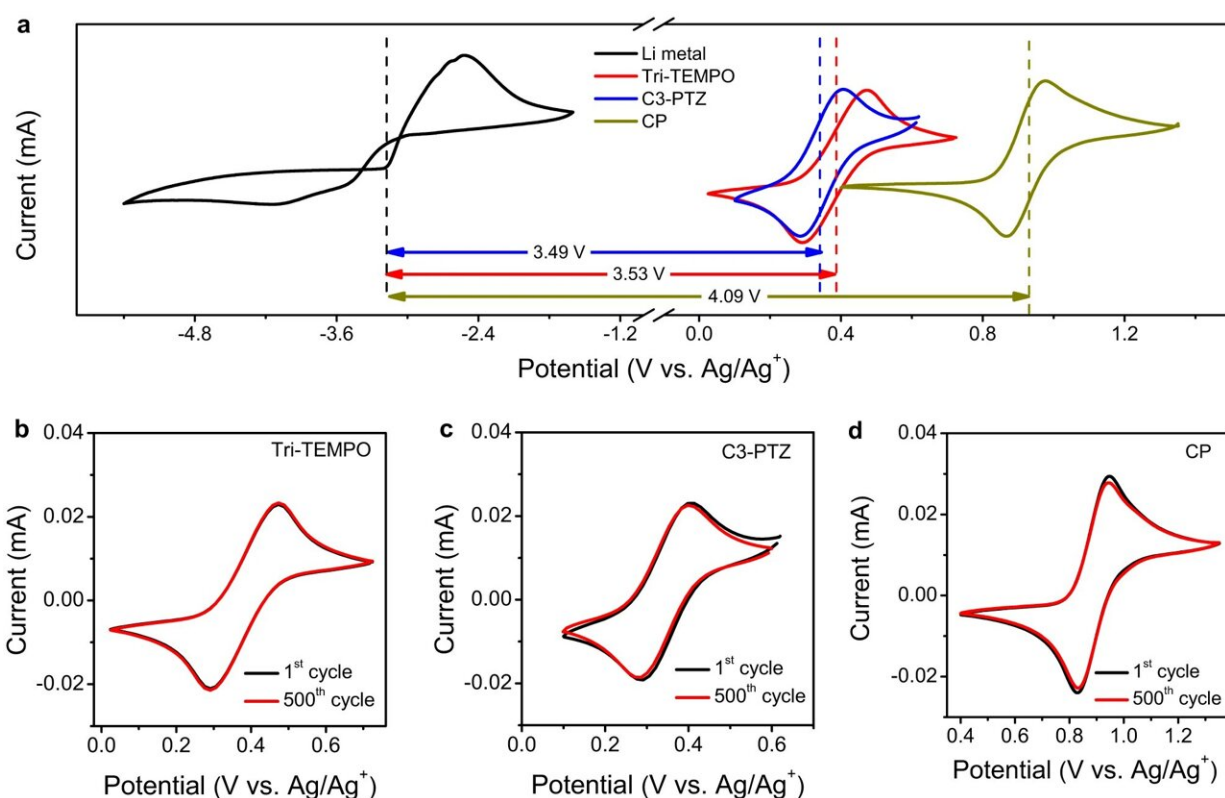 a
Li metal
Tri-TEMPO
C3-PTZ
CP
Current (mA)
3.49 V
3.53 V
4.09 V
-4.8 -3.6 -2.4 -1.2 0.0 0.4 0.8 1.2
Potential (V vs. Ag/Ag⁺)
b
Tri-TEMPO
0.04
0.02
0.00
-0.02
Current (mA)
1ˢᵗ cycle
500ᵗʰ cycle
0.0 0.2 0.4 0.6
Potential (V vs. Ag/Ag⁺)
c
C3-PTZ
0.04
0.02
0.00
-0.02
Current (mA)
1ˢᵗ cycle
500ᵗʰ cycle
0.0 0.2 0.4 0.6
Potential (V vs. Ag/Ag⁺)
d
CP
0.04
0.02
0.00
-0.02
Current (mA)
1ˢᵗ cycle
500ᵗʰ cycle
0.4 0.6 0.8 1.0 1.2
Potential (V vs. Ag/Ag⁺)